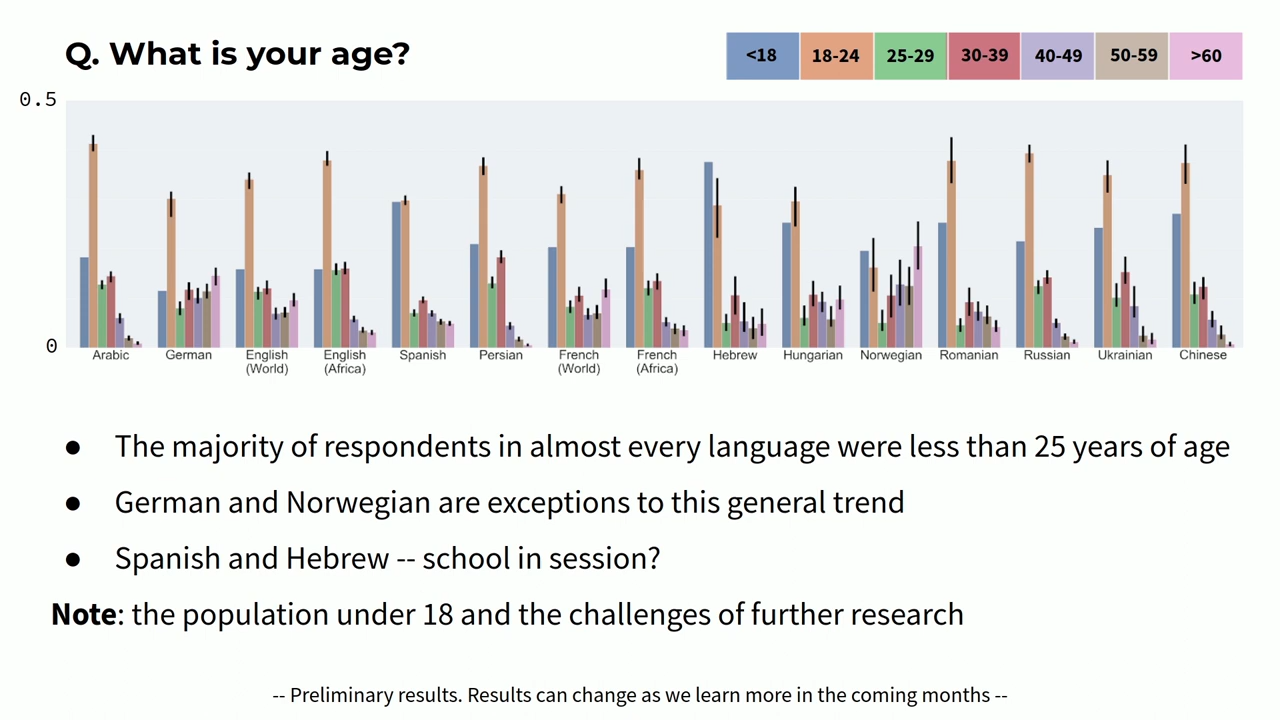 Q. What is your age?
<18 18-24 25-29 30-39 40-49 50-59 >60
0.5
0
Arabic German English (World) English (Africa) Spanish Persian French (World) French (Africa) Hebrew Hungarian Norwegian Romanian Russian Ukrainian Chinese
● The majority of respondents in almost every language were less than 25 years of age
● German and Norwegian are exceptions to this general trend
● Spanish and Hebrew -- school in session?
Note: the population under 18 and the challenges of further research
-- Preliminary results. Results can change as we learn more in the coming months --